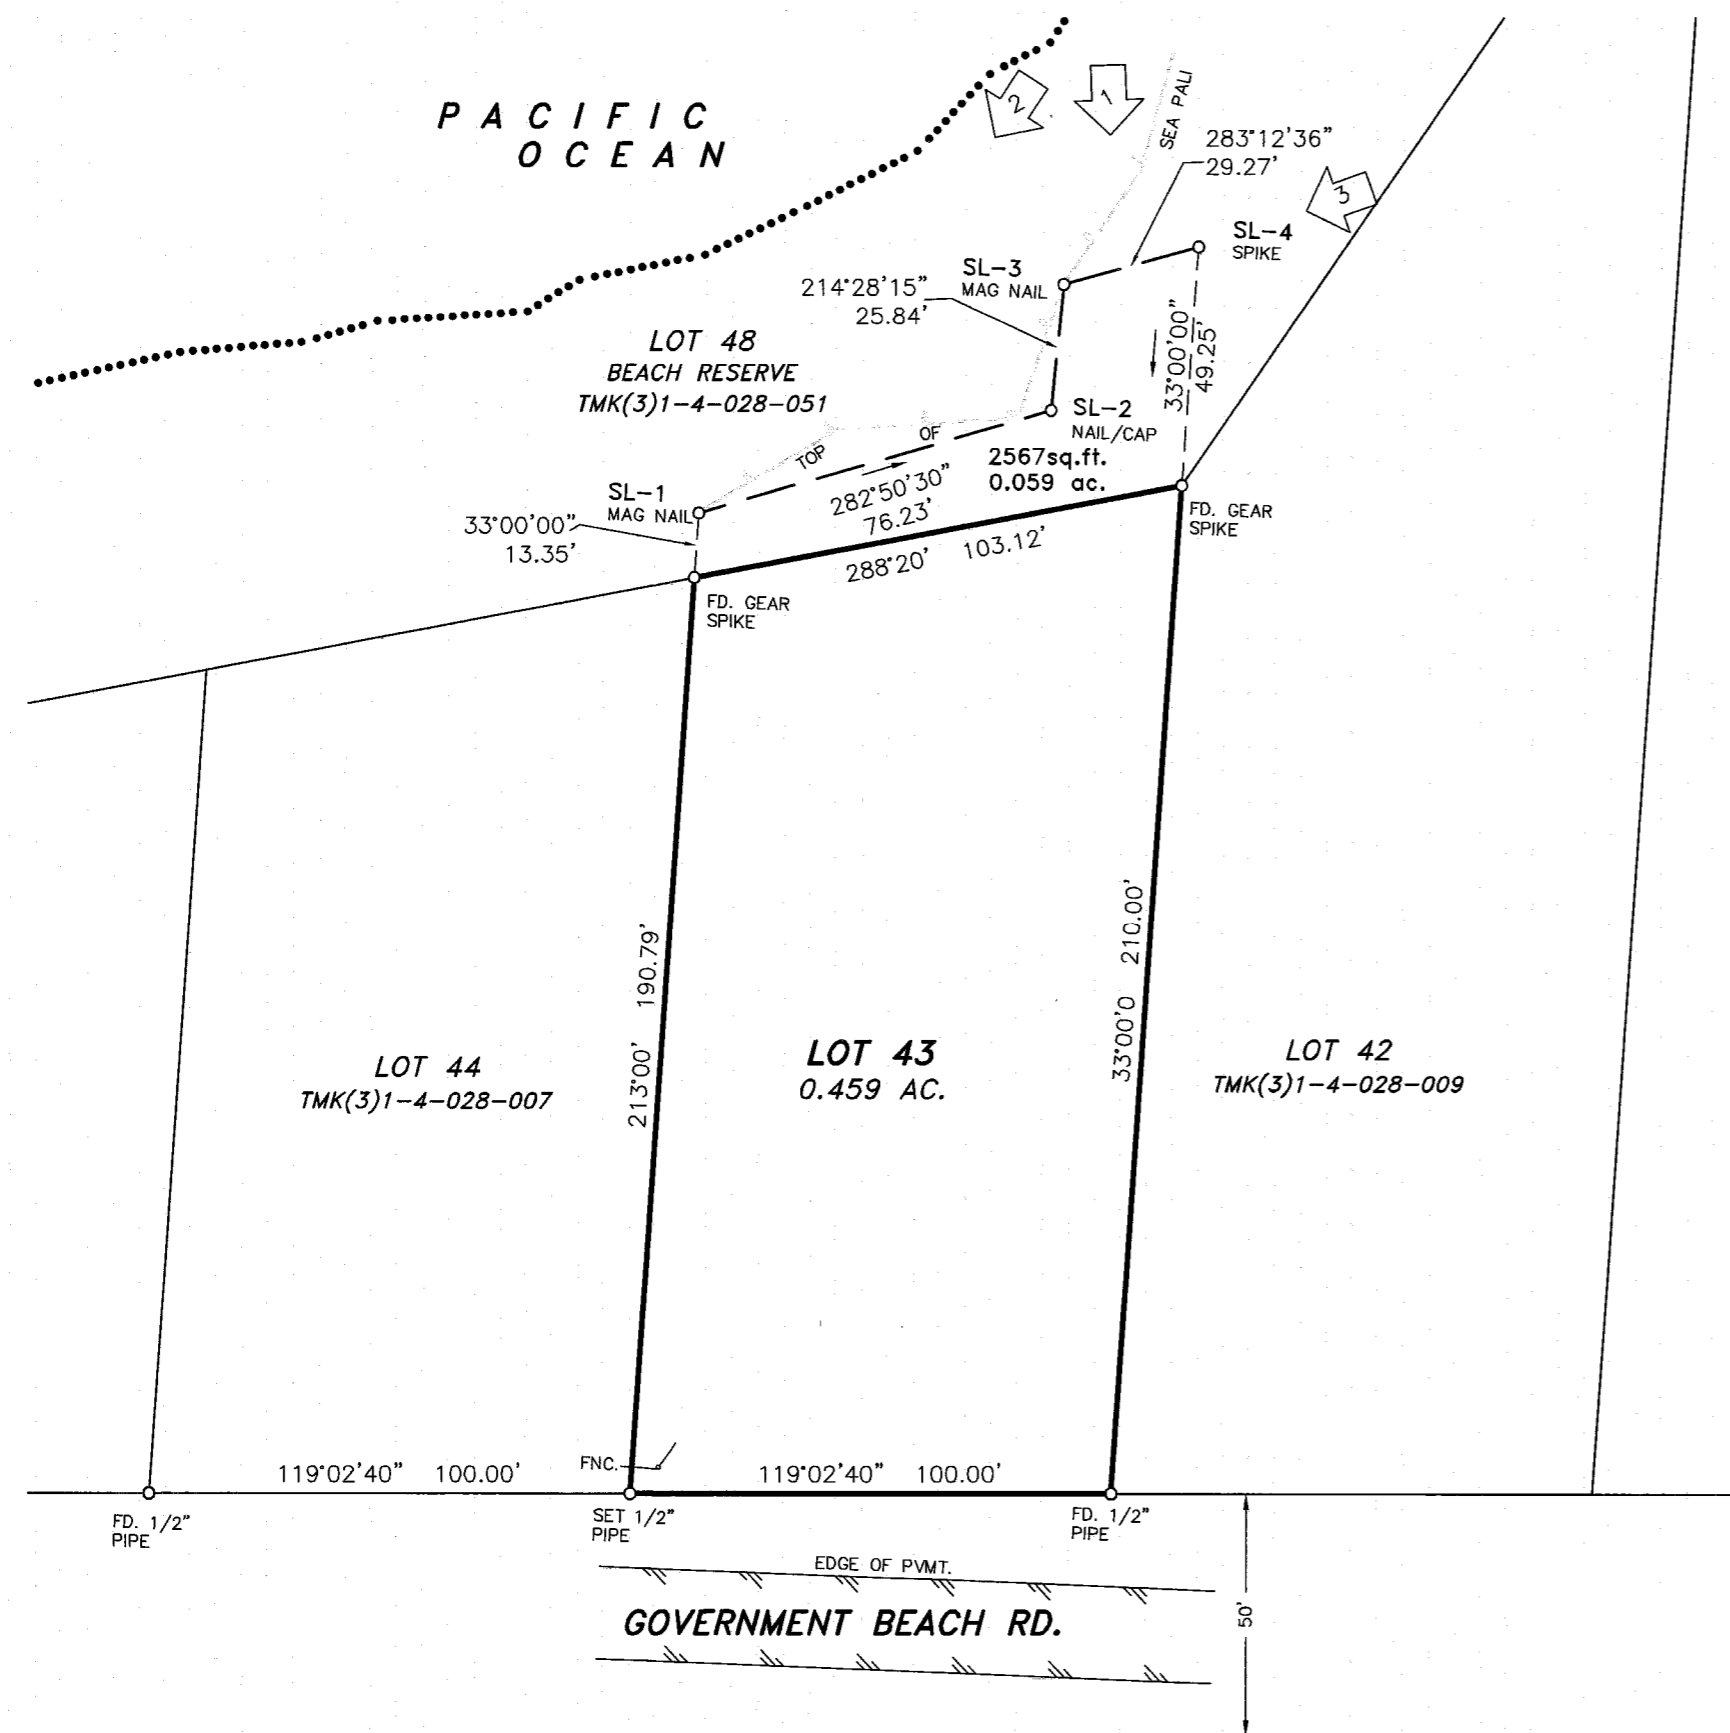 PACIFIC
OCEAN
2
1
SEA PALI
283°12'36"
29.27'
3
SL-4
SPIKE
SL-3
MAG NAIL
214°28'15"
25.84'
33°00'00"
49.25'
LOT 48
BEACH RESERVE
TMK(3)1-4-028-051
SL-2
NAIL/CAP
TOP OF
2567sq.ft.
0.059 ac.
SL-1
MAG NAIL
282°50'30"
76.23'
33°00'00"
13.35'
FD. GEAR
SPIKE
288°20' 103.12'
FD. GEAR
SPIKE
213°00' 190.79'
33°00'0 210.00'
LOT 44
TMK(3)1-4-028-007
LOT 43
0.459 AC.
LOT 42
TMK(3)1-4-028-009
119°02'40" 100.00'
FNC.
119°02'40" 100.00'
FD. 1/2"
PIPE
SET 1/2"
PIPE
FD. 1/2"
PIPE
EDGE OF PVMT.
GOVERNMENT BEACH RD.
50'